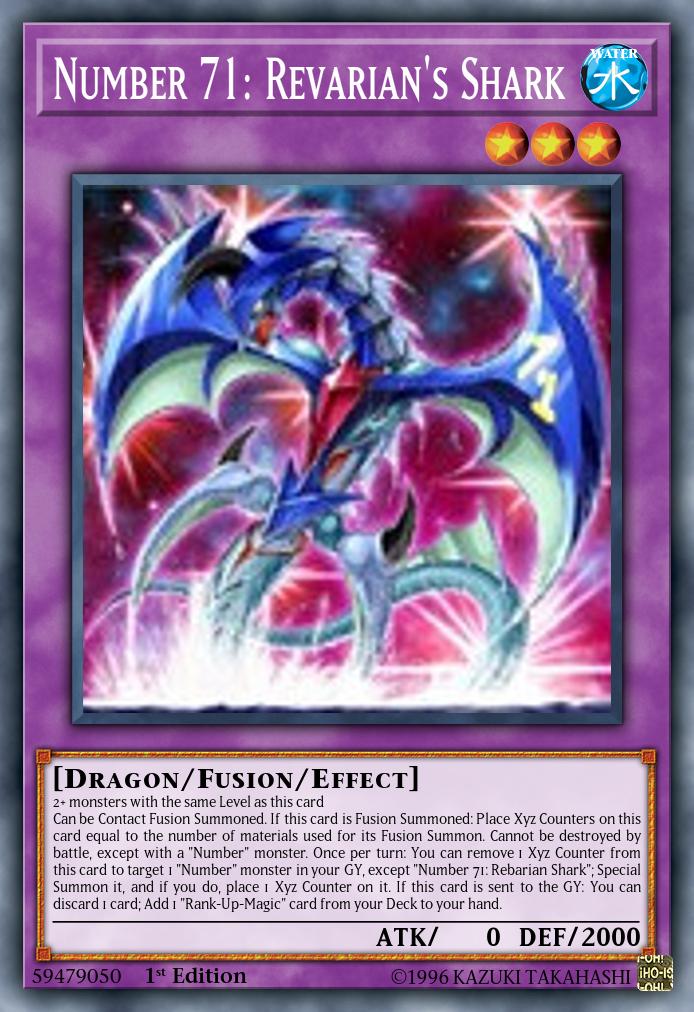 Number 71: Revarian's Shark
WATER
水
71
[Dragon/Fusion/Effect]
2+ monsters with the same Level as this card
Can be Contact Fusion Summoned. If this card is Fusion Summoned: Place Xyz Counters on this
card equal to the number of materials used for its Fusion Summon. Cannot be destroyed by
battle, except with a "Number" monster. Once per turn: You can remove 1 Xyz Counter from
this card to target 1 "Number" monster in your GY, except "Number 71: Rebarian Shark"; Special
Summon it, and if you do, place 1 Xyz Counter on it. If this card is sent to the GY: You can
discard 1 card; Add 1 "Rank-Up-Magic" card from your Deck to your hand.
ATK/ 0 DEF/2000
59479050 1st Edition ©1996 KAZUKI TAKAHASHI